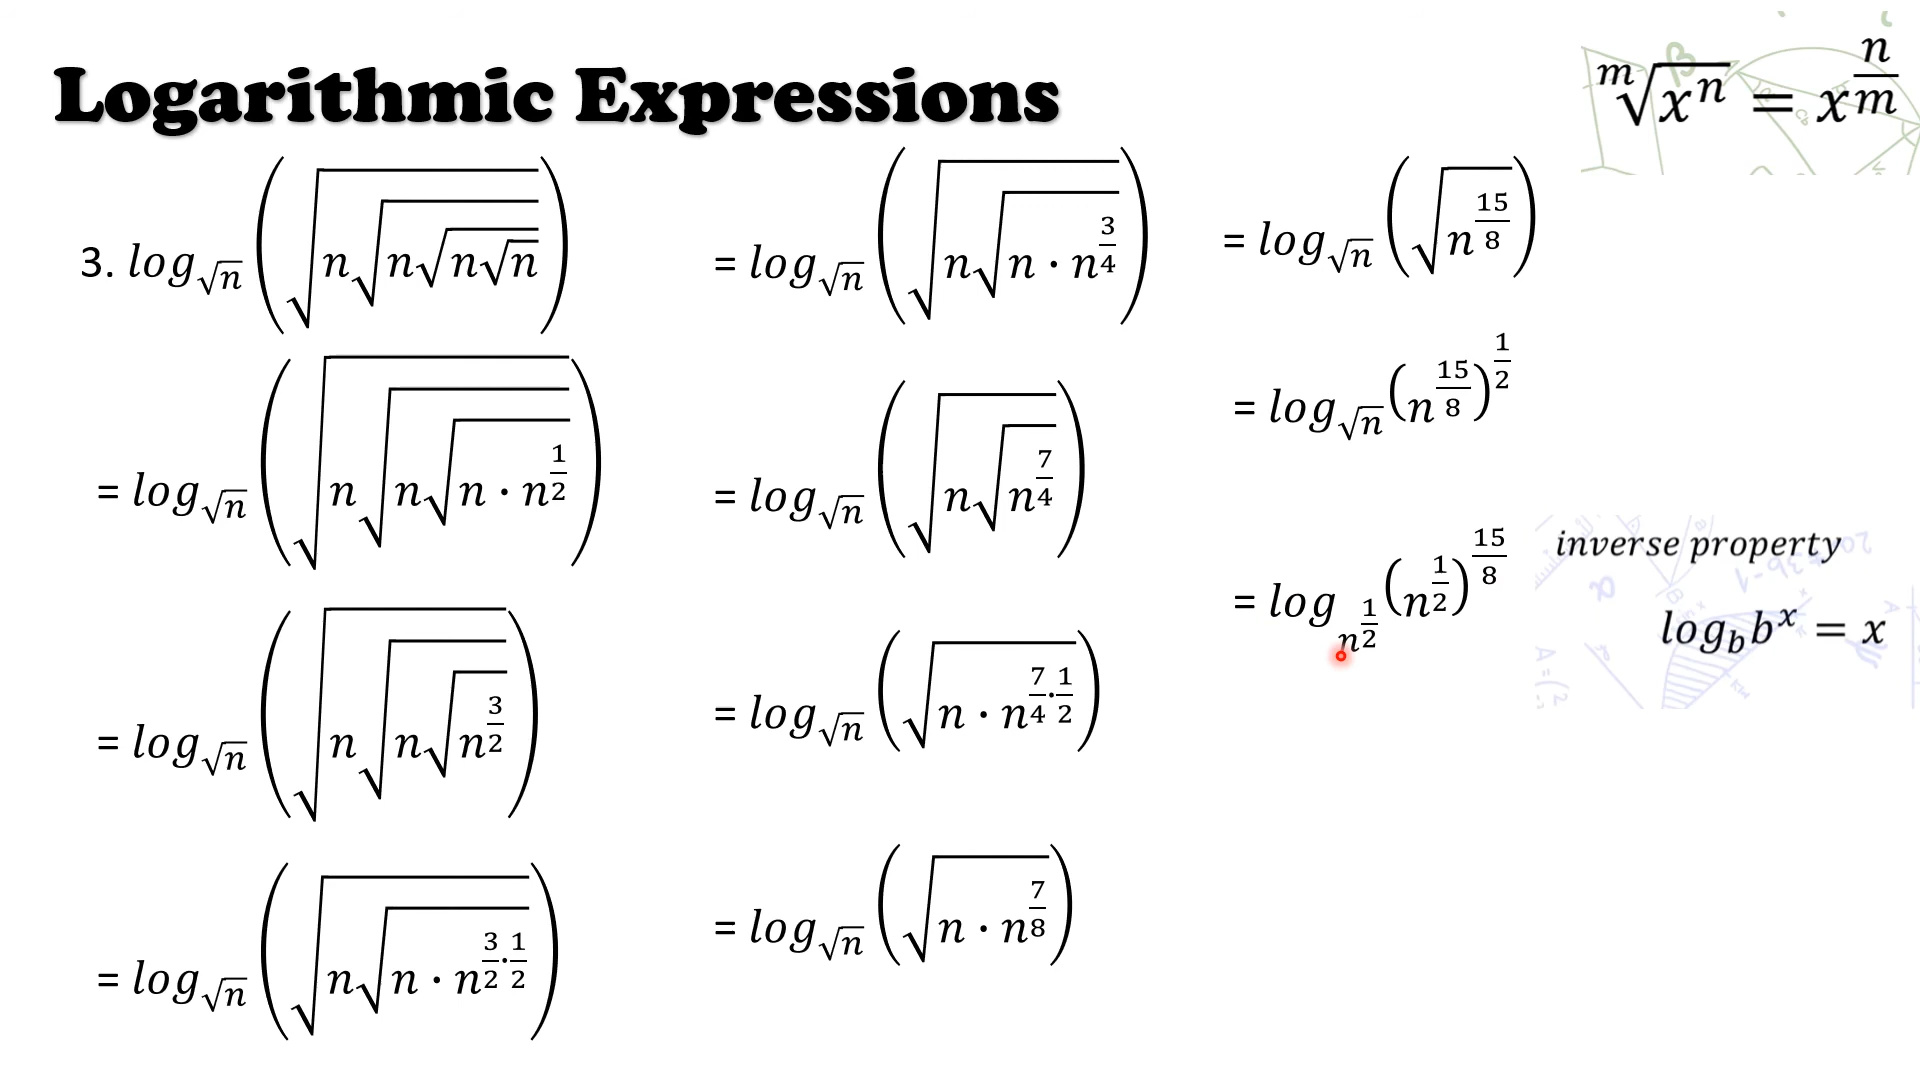 Logarithmic Expressions
ᵐ√(xⁿ) = x^(n/m)
3. log_√n (√(n√(n√(n√n))))
= log_√n (√(n√(n√(n · n^(1/2)))))
= log_√n (√(n√(n√(n^(3/2)))))
= log_√n (√(n√(n · n^(3/2 · 1/2))))
= log_√n (√(n√(n · n^(3/4))))
= log_√n (√(n√(n^(7/4))))
= log_√n (√(n · n^(7/4 · 1/2)))
= log_√n (√(n · n^(7/8)))
= log_√n (√(n^(15/8)))
= log_√n (n^(15/8))^(1/2)
= log_n^(1/2) (n^(1/2))^(15/8)
inverse property
log_b b^x = x